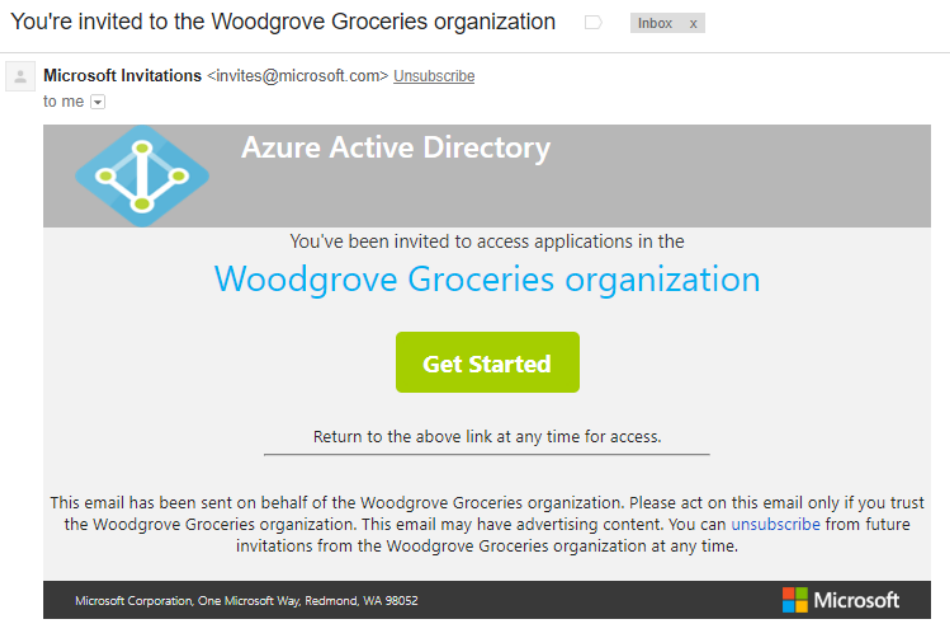 You're invited to the Woodgrove Groceries organization
Inbox x
Microsoft Invitations <invites@microsoft.com> Unsubscribe
to me
Azure Active Directory
You've been invited to access applications in the
Woodgrove Groceries organization
Get Started
Return to the above link at any time for access.
This email has been sent on behalf of the Woodgrove Groceries organization. Please act on this email only if you trust
the Woodgrove Groceries organization. This email may have advertising content. You can unsubscribe from future
invitations from the Woodgrove Groceries organization at any time.
Microsoft Corporation, One Microsoft Way, Redmond, WA 98052
Microsoft